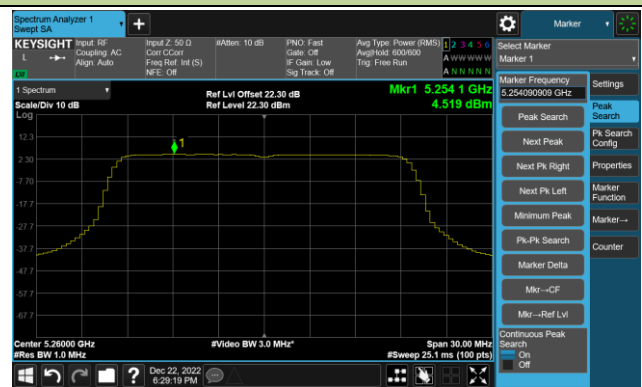 Spectrum Analyzer 1
Swept SA
+
Marker
KEYSIGHT
L
Input: RF
Coupling: AC
Align: Auto
Input Z: 50 Ω
Corr CCorr
Freq Ref: Int (S)
NFE: Off
#Atten: 10 dB
PNO: Fast
Gate: Off
IF Gain: Low
Sig Track: Off
Avg Type: Power (RMS)
Avg|Hold: 600/600
Trig: Free Run
1 2 3 4 5 6
A W W W W W
A N N N N N
Select Marker
Marker 1
1 Spectrum
Scale/Div 10 dB
Log
Ref Lvl Offset 22.30 dB
Ref Level 22.30 dBm
Mkr1 5.254 1 GHz
4.519 dBm
12.3
2.30
-7.70
-17.7
-27.7
-37.7
-47.7
-57.7
-67.7
1
Center 5.26000 GHz
#Res BW 1.0 MHz
#Video BW 3.0 MHz*
Span 30.00 MHz
#Sweep 25.1 ms (100 pts)
Marker Frequency
5.254090909 GHz
Peak Search
Next Peak
Next Pk Right
Next Pk Left
Minimum Peak
Pk-Pk Search
Marker Delta
Mkr→CF
Mkr→Ref Lvl
Continuous Peak
Search
On
Off
Settings
Peak
Search
Pk Search
Config
Properties
Marker
Function
Marker→
Counter
?
Dec 22, 2022
6:29:19 PM